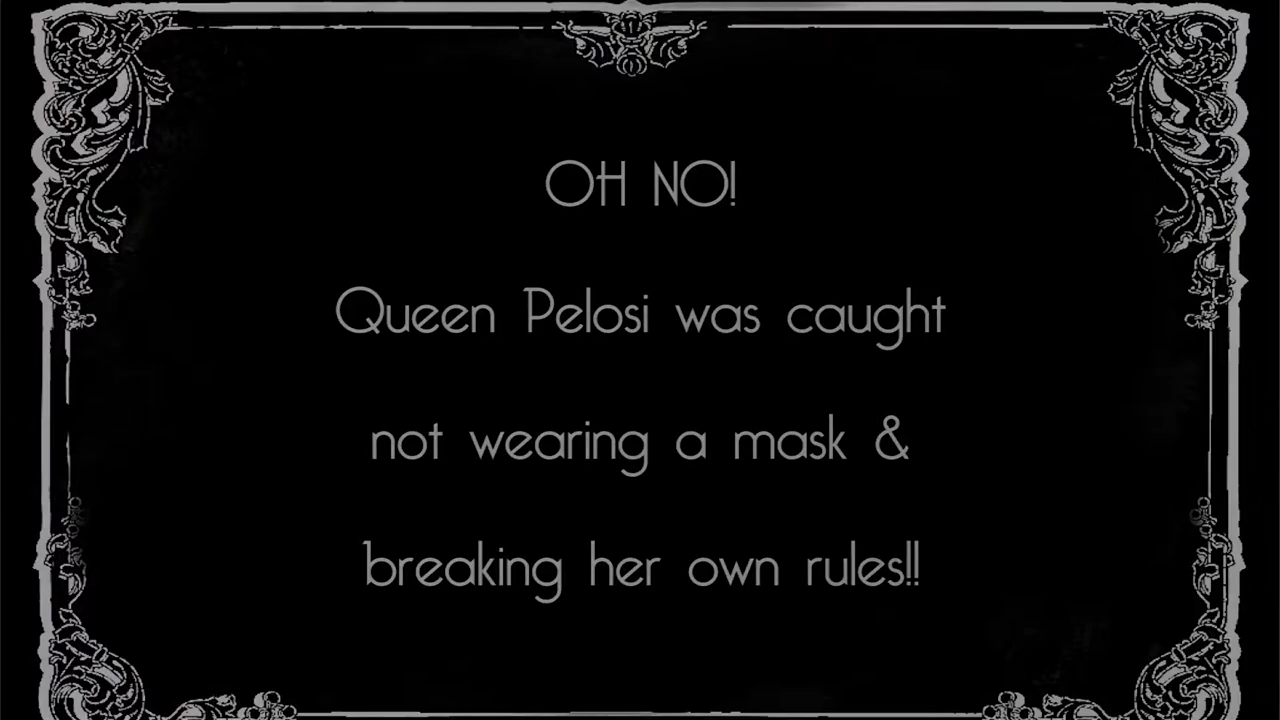 OH NO!
Queen Pelosi was caught
not wearing a mask &
breaking her own rules!!